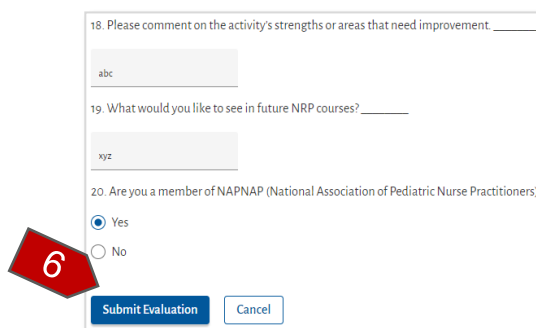 18. Please comment on the activity's strengths or areas that need improvement. ________
abc
19. What would you like to see in future NRP courses? ________
xyz
20. Are you a member of NAPNAP (National Association of Pediatric Nurse Practitioners)
Yes
No
6
Submit Evaluation Cancel